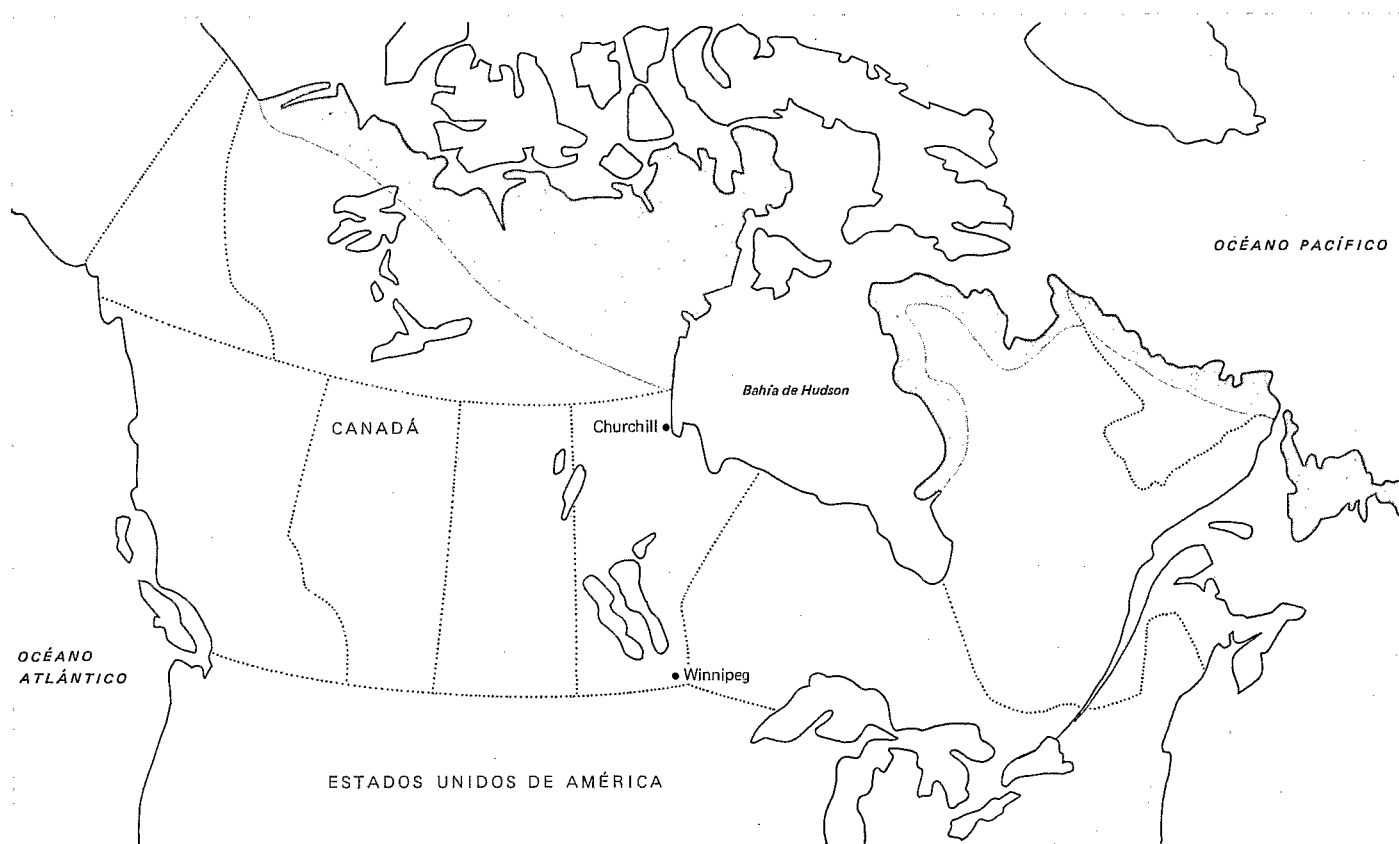 OCÉANO PACÍFICO
Bahía de Hudson
CANADÁ
Churchill
OCÉANO
ATLÁNTICO
Winnipeg
ESTADOS UNIDOS DE AMÉRICA